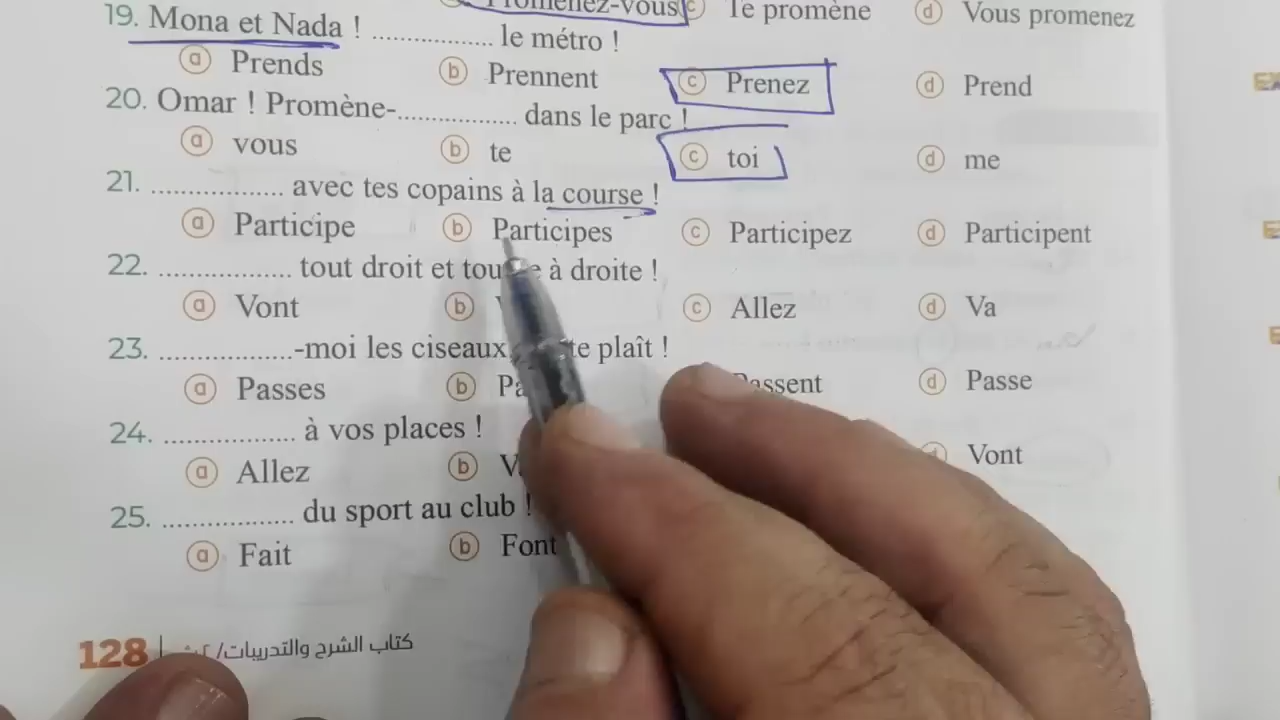 Promenez-vous ⓒ Te promène ⓓ Vous promenez
19. Mona et Nada ! .................. le métro !
ⓐ Prends ⓑ Prennent ⓒ Prenez ⓓ Prend
20. Omar ! Promène-.................. dans le parc !
ⓐ vous ⓑ te ⓒ toi ⓓ me
21. .................. avec tes copains à la course !
ⓐ Participe ⓑ Participes ⓒ Participez ⓓ Participent
22. .................. tout droit et à droite !
ⓐ Vont ⓑ ⓒ Allez ⓓ Va
23. ..................-moi les ciseaux, te plaît !
ⓐ Passes ⓑ Passent ⓓ Passe
24. .................. à vos places !
ⓐ Allez ⓑ Vont
25. .................. du sport au club !
ⓐ Fait ⓑ Font
128 | كتاب الشرح والتدريبات/